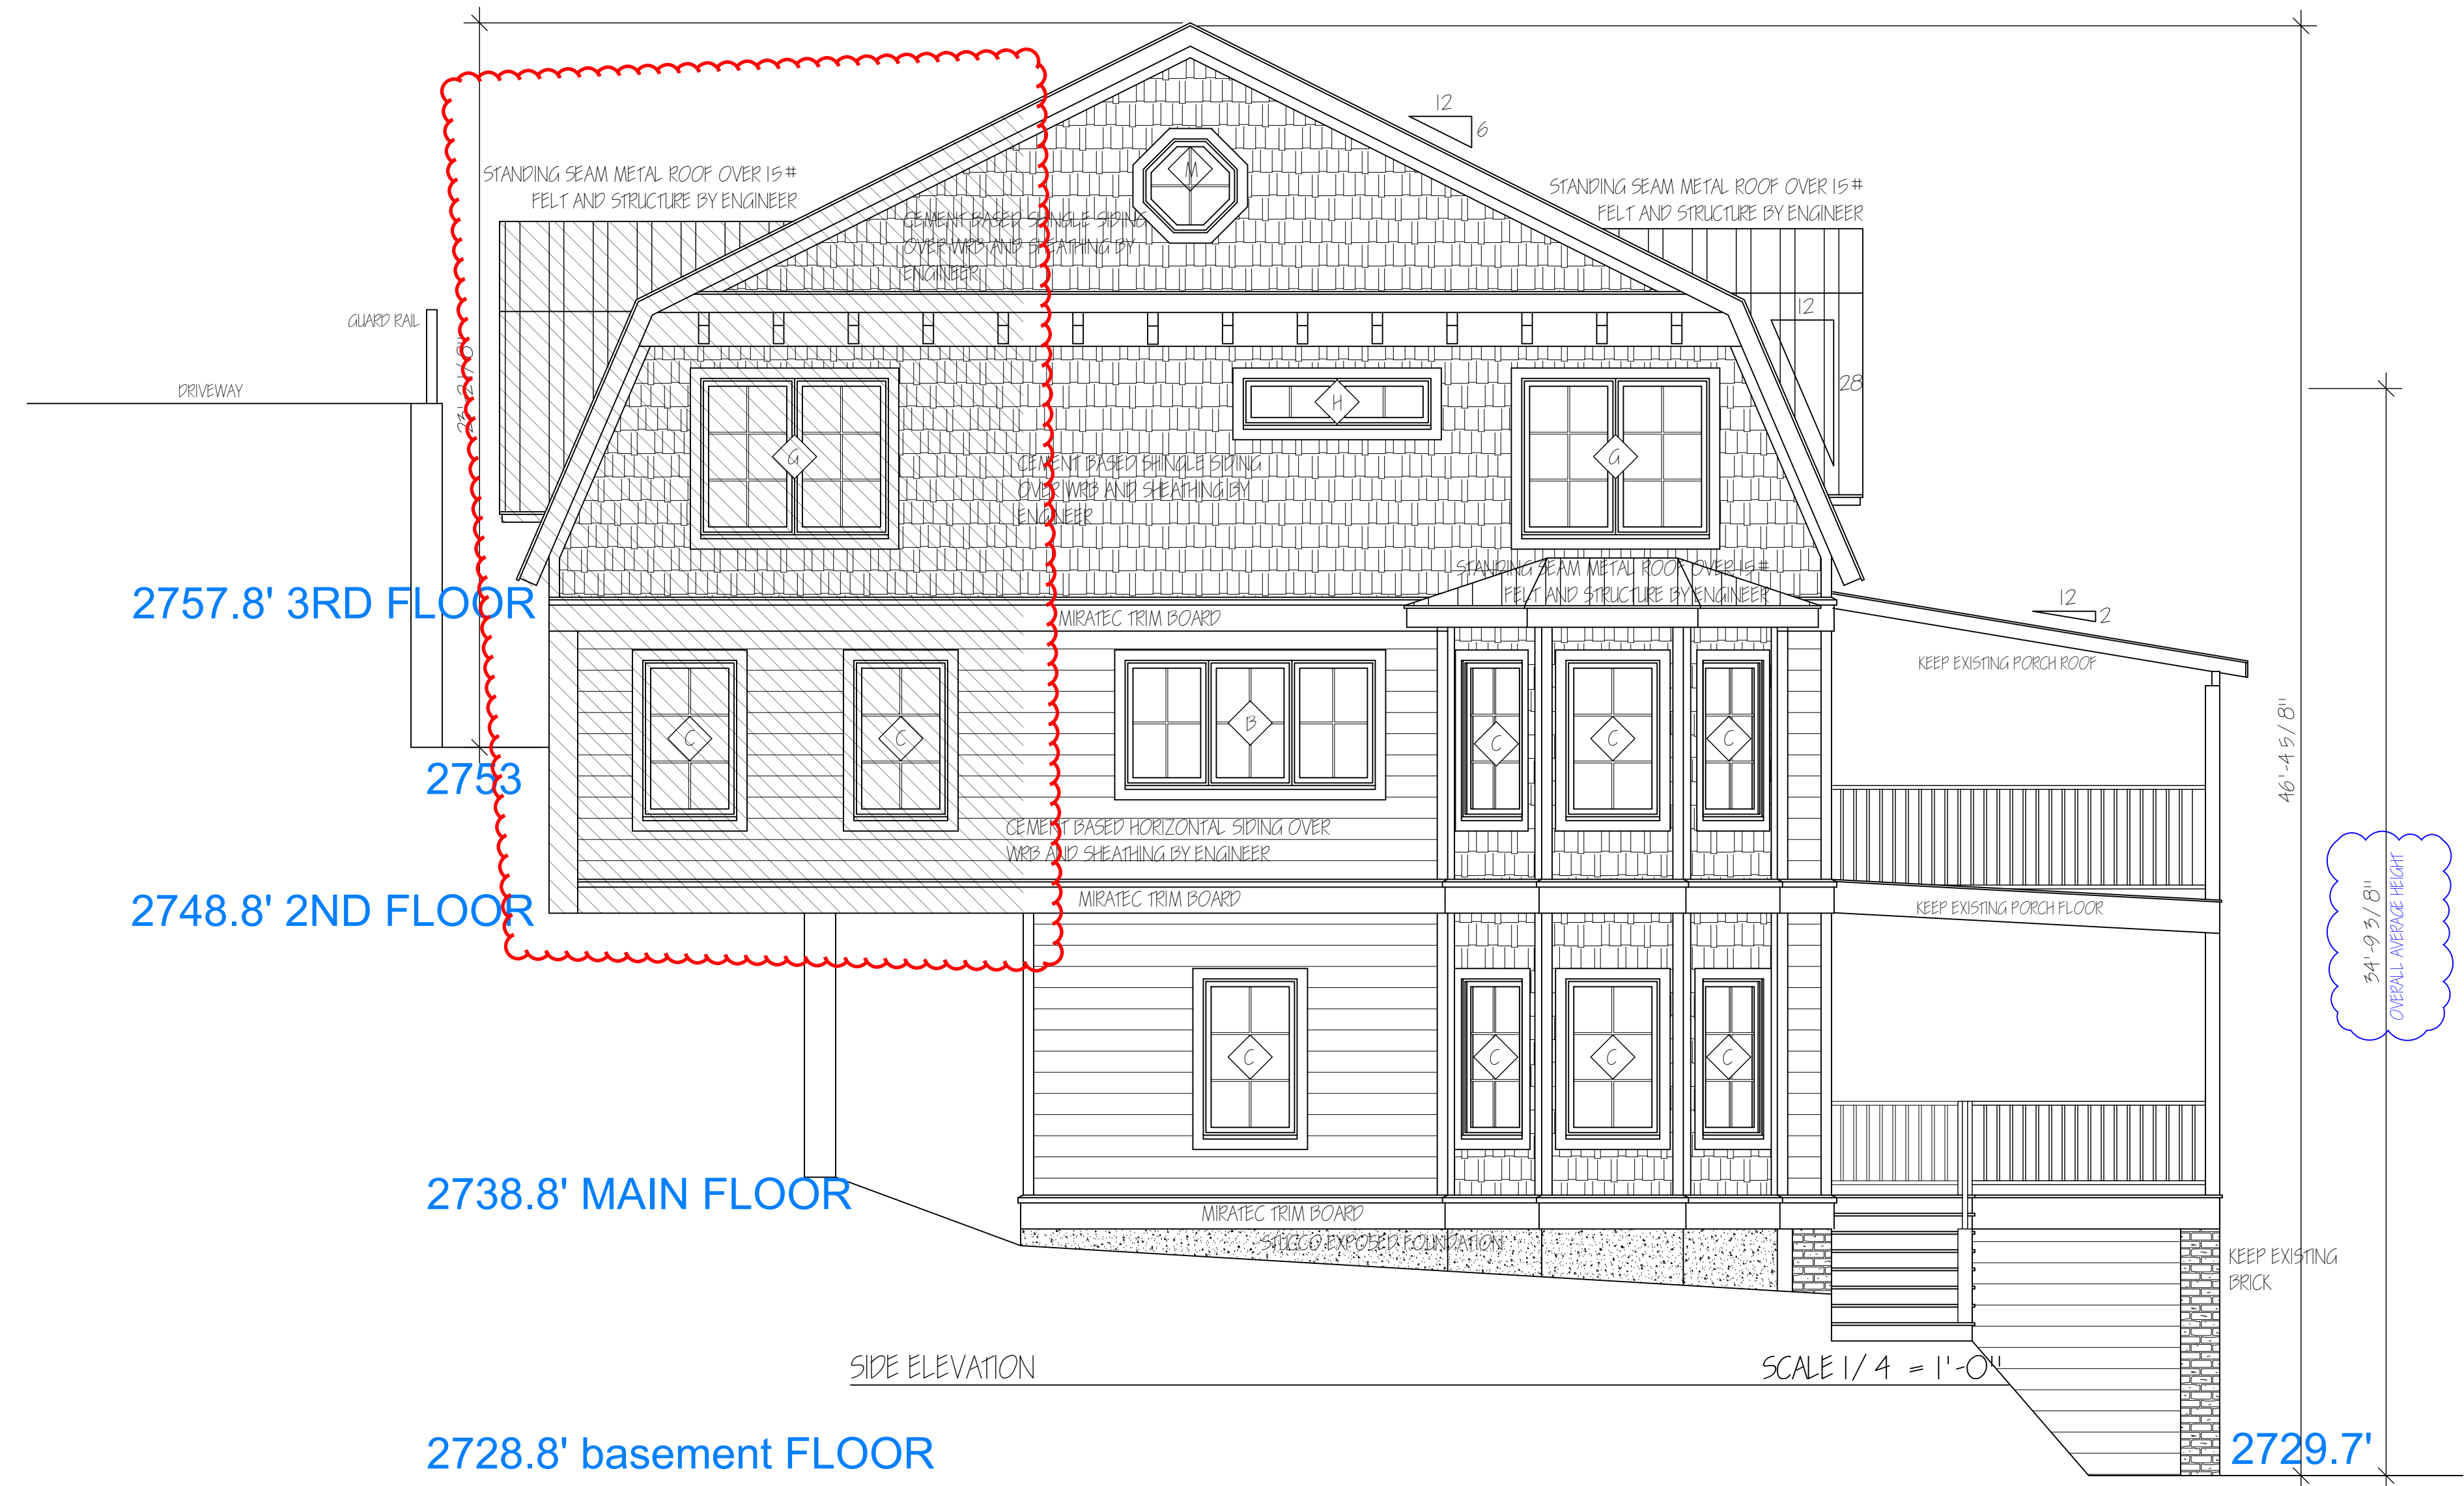 12
6
STANDING SEAM METAL ROOF OVER 15#
FELT AND STRUCTURE BY ENGINEER
M
STANDING SEAM METAL ROOF OVER 15#
FELT AND STRUCTURE BY ENGINEER
CEMENT BASED SHINGLE SIDING
OVER WRB AND SHEATHING BY
ENGINEER
GUARD RAIL
12
28
DRIVEWAY
H
G
G
CEMENT BASED SHINGLE SIDING
OVER WRB AND SHEATHING BY
ENGINEER
STANDING SEAM METAL ROOF OVER 15#
FELT AND STRUCTURE BY ENGINEER
2757.8' 3RD FLOOR
MIRATEC TRIM BOARD
12
2
KEEP EXISTING PORCH ROOF
C
C
B
C
C
C
46'-4 5/8"
2753
CEMENT BASED HORIZONTAL SIDING OVER
WRB AND SHEATHING BY ENGINEER
2748.8' 2ND FLOOR
MIRATEC TRIM BOARD
KEEP EXISTING PORCH FLOOR
34'-9 3/8"
OVERALL AVERAGE HEIGHT
C
C
C
C
2738.8' MAIN FLOOR
MIRATEC TRIM BOARD
STUCCO EXPOSED FOUNDATION
KEEP EXISTING
BRICK
SIDE ELEVATION
SCALE 1/4 = 1'-0"
2728.8' basement FLOOR
2729.7'